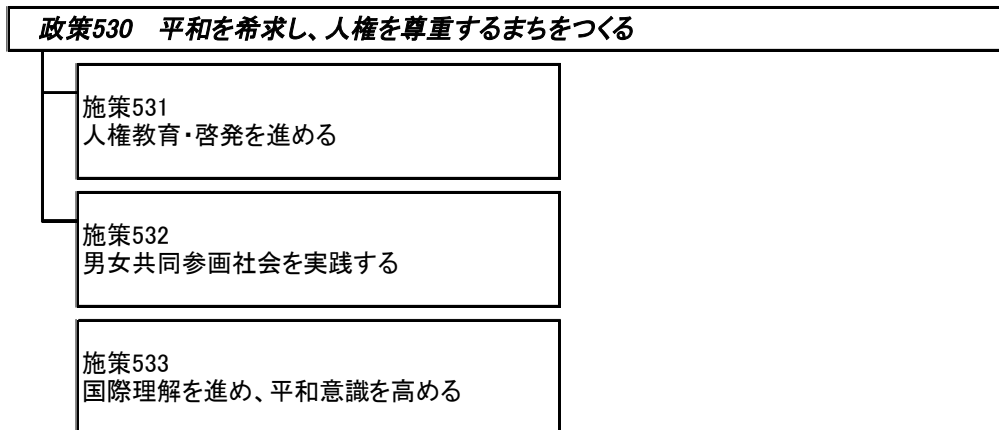 政策530　平和を希求し、人権を尊重するまちをつくる
施策531
人権教育・啓発を進める
施策532
男女共同参画社会を実践する
施策533
国際理解を進め、平和意識を高める